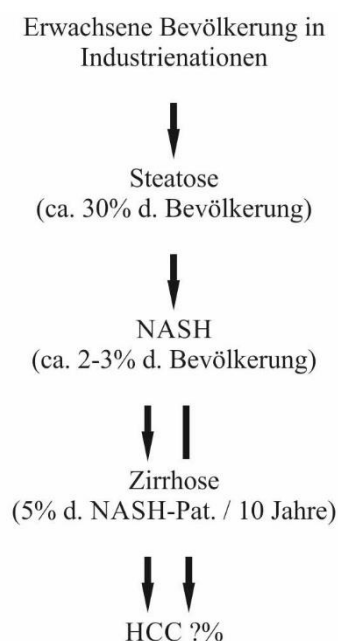 Erwachsene Bevölkerung in
Industrienationen
Steatose
(ca. 30% d. Bevölkerung)
NASH
(ca. 2-3% d. Bevölkerung)
Zirrhose
(5% d. NASH-Pat. / 10 Jahre)
HCC ?%